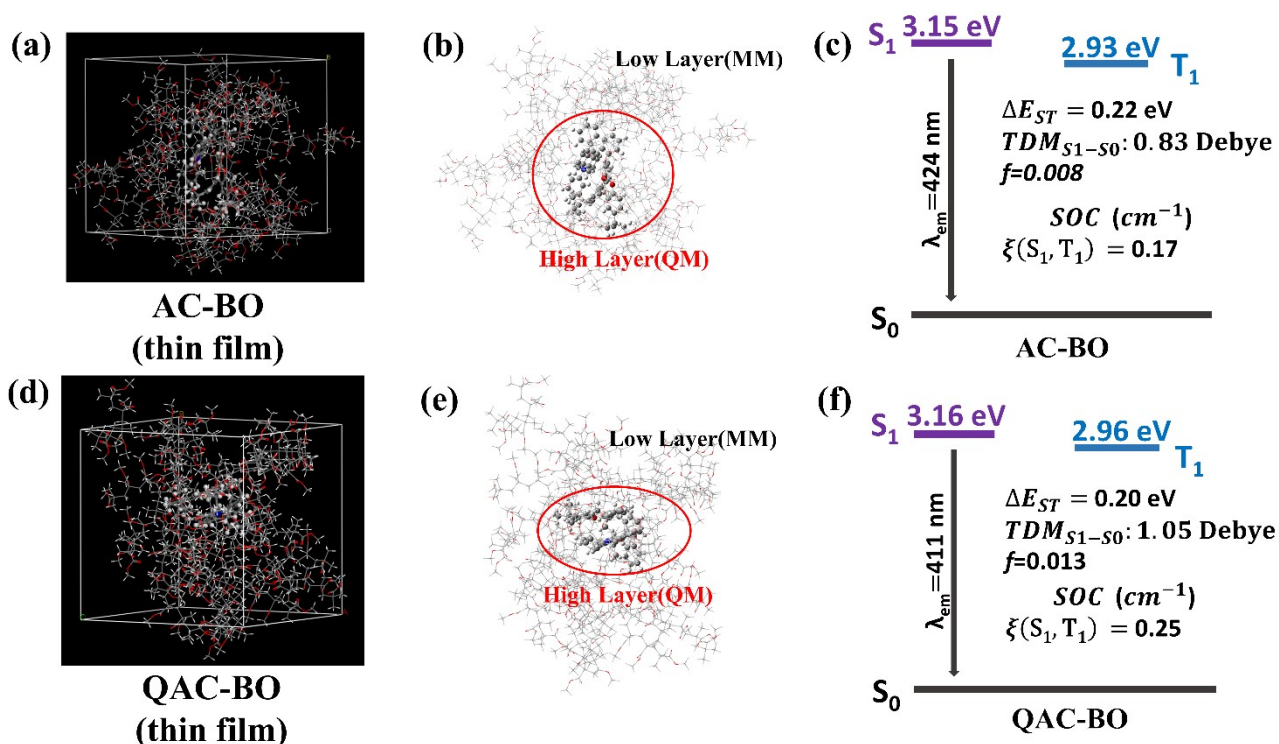 (a)
AC-BO
(thin film)
(b)
Low Layer(MM)
High Layer(QM)
(c)
S₁ 3.15 eV
2.93 eV
T₁
λem=424 nm
ΔE_ST = 0.22 eV
TDM_S1−S0: 0.83 Debye
f=0.008
SOC (cm⁻¹)
ξ(S₁, T₁) = 0.17
S₀
AC-BO
(d)
QAC-BO
(thin film)
(e)
Low Layer(MM)
High Layer(QM)
(f)
S₁ 3.16 eV
2.96 eV
T₁
λem=411 nm
ΔE_ST = 0.20 eV
TDM_S1−S0: 1.05 Debye
f=0.013
SOC (cm⁻¹)
ξ(S₁, T₁) = 0.25
S₀
QAC-BO